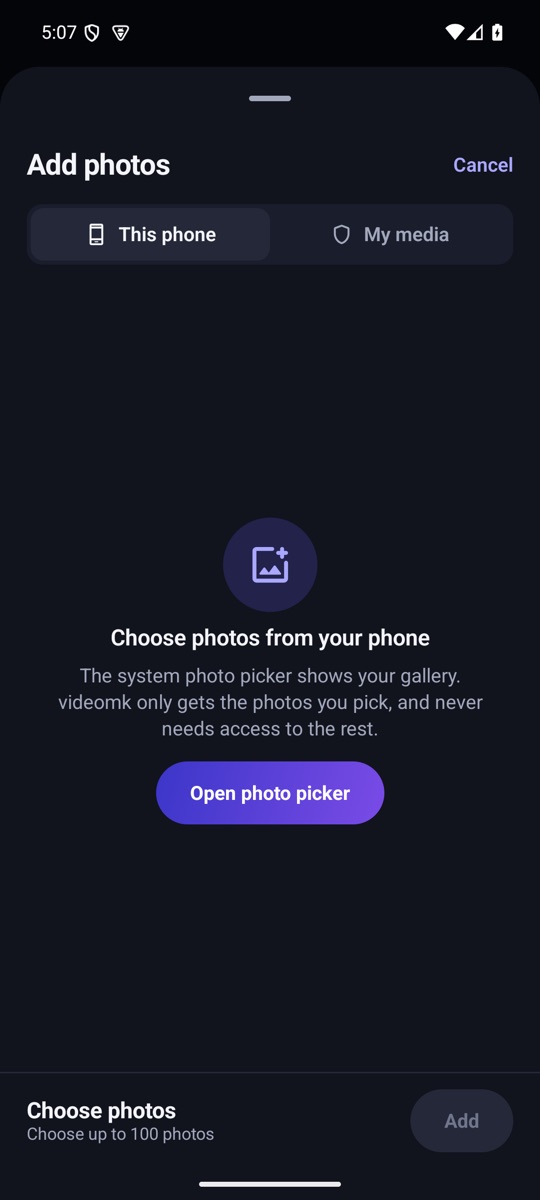 5:07
Add photos
Cancel
This phone
My media
Choose photos from your phone
The system photo picker shows your gallery.
videomk only gets the photos you pick, and never
needs access to the rest.
Open photo picker
Choose photos
Choose up to 100 photos
Add